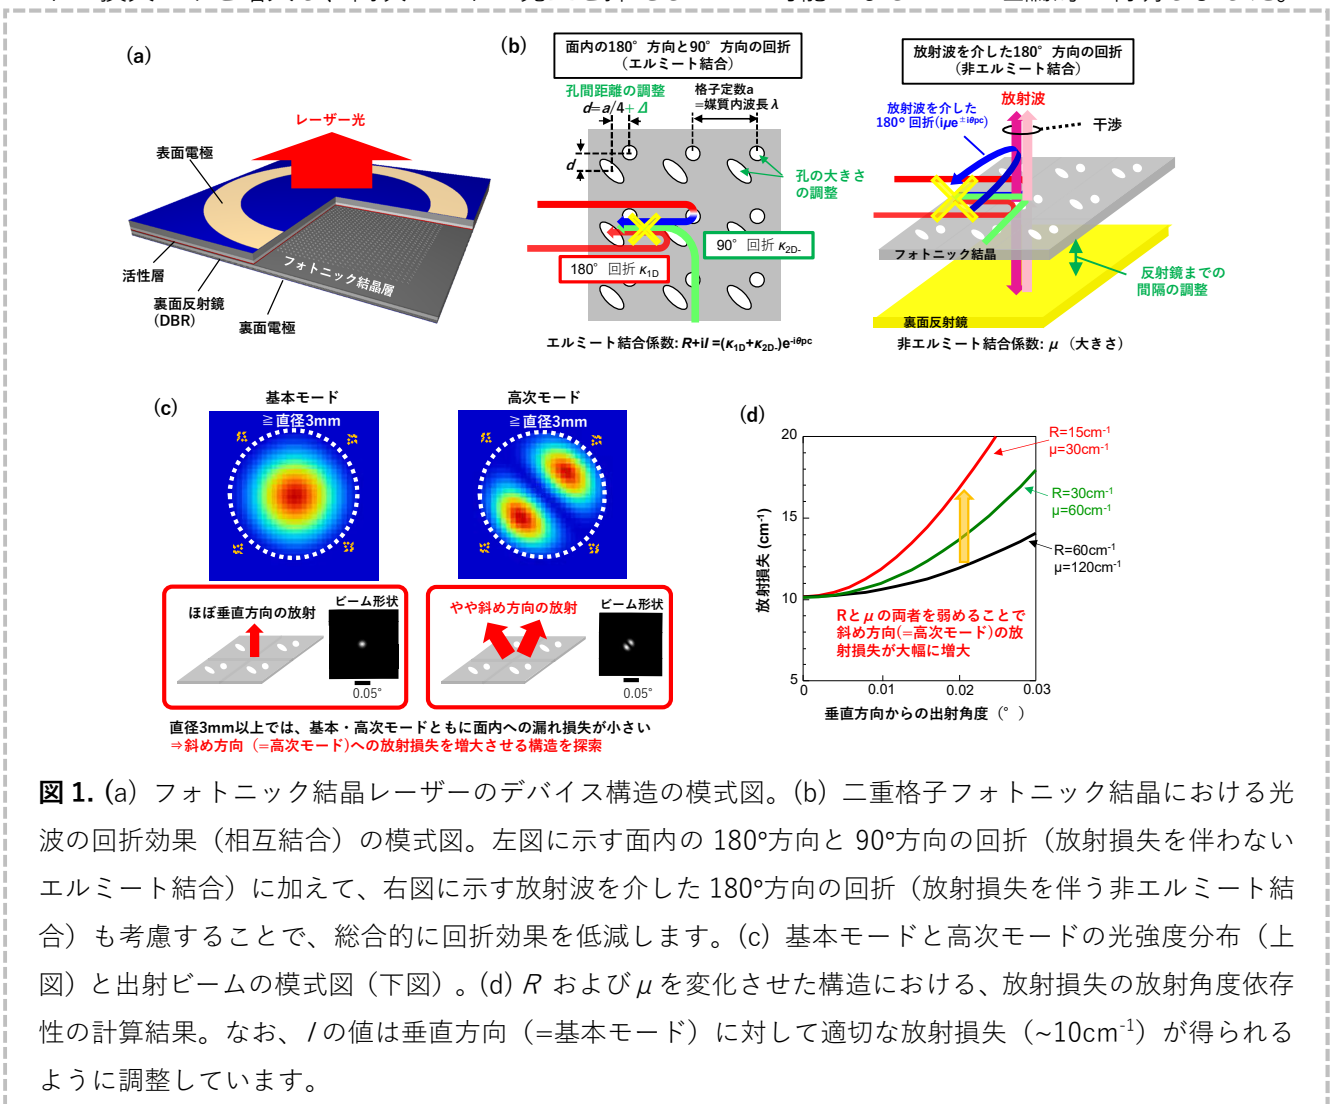 (a)
レーザー光
表面電極
活性層
裏面反射鏡
(DBR)
裏面電極
フォトニック結晶層
(b)
面内の180°方向と90°方向の回折
（エルミート結合）
孔間距離の調整
d=a/4+Δ
格子定数a
=媒質内波長λ
d
孔の大きさ
の調整
90°回折 κ2D-
180°回折 κ1D
エルミート結合係数: R+iI =(κ1D+κ2D-)e-iθpc
放射波を介した180°方向の回折
（非エルミート結合）
放射波
放射波を介した
180°回折(iμe±iθpc)
干渉
フォトニック結晶
反射鏡までの
間隔の調整
裏面反射鏡
非エルミート結合係数: μ （大きさ）
(c)
基本モード
≧直径3mm
高次モード
≧直径3mm
ほぼ垂直方向の放射
ビーム形状
0.05°
やや斜め方向の放射
ビーム形状
0.05°
直径3mm以上では、基本・高次モードともに面内への漏れ損失が小さい
⇒斜め方向（=高次モード)への放射損失を増大させる構造を探索
(d)
放射損失 (cm-1)
20
15
10
5
0
0.01
0.02
0.03
垂直方向からの出射角度（°）
R=15cm-1
μ=30cm-1
R=30cm-1
μ=60cm-1
R=60cm-1
μ=120cm-1
Rとμの両者を弱めることで
斜め方向(=高次モード)の放
射損失が大幅に増大
図 1. (a) フォトニック結晶レーザーのデバイス構造の模式図。(b) 二重格子フォトニック結晶における光
波の回折効果（相互結合）の模式図。左図に示す面内の 180°方向と 90°方向の回折（放射損失を伴わない
エルミート結合）に加えて、右図に示す放射波を介した 180°方向の回折（放射損失を伴う非エルミート結
合）も考慮することで、総合的に回折効果を低減します。(c) 基本モードと高次モードの光強度分布（上
図）と出射ビームの模式図（下図）。(d) R および μ を変化させた構造における、放射損失の放射角度依存
性の計算結果。なお、I の値は垂直方向（=基本モード）に対して適切な放射損失（~10cm-1）が得られる
ように調整しています。